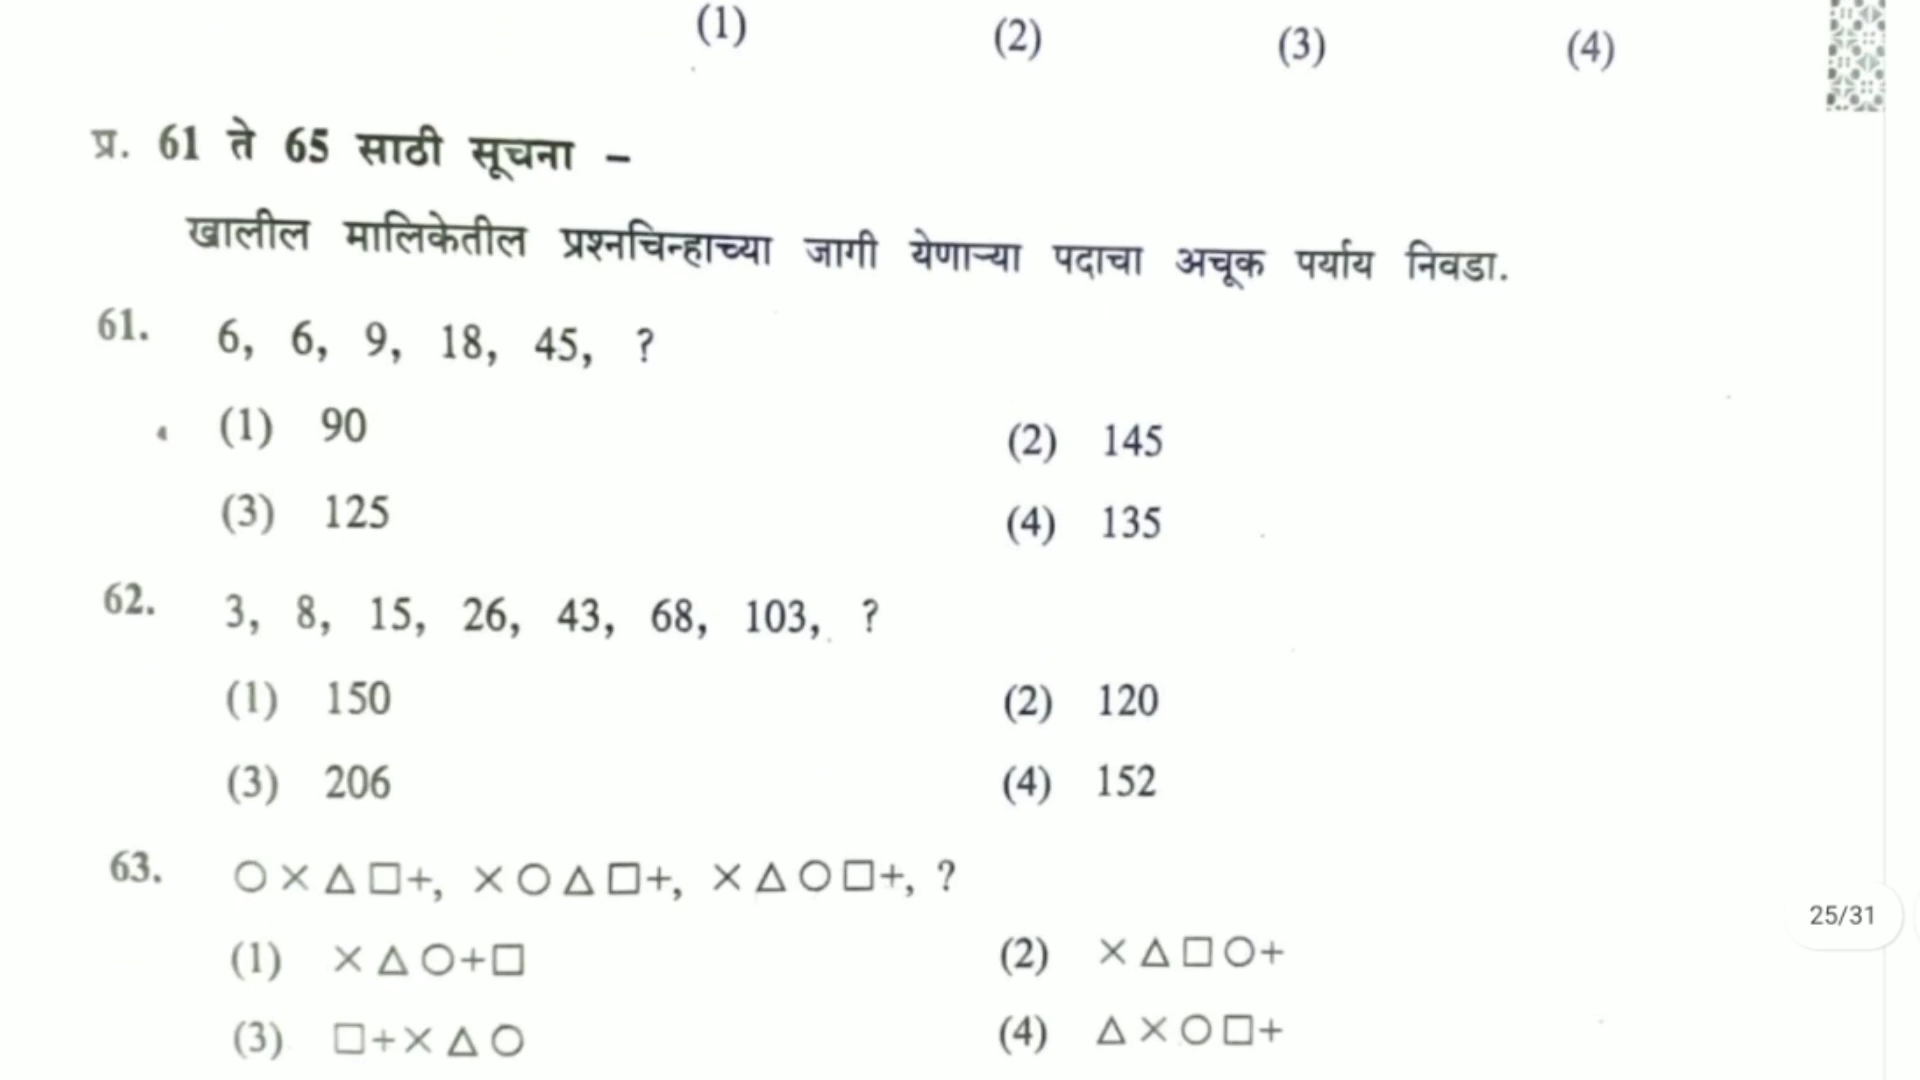 (1) (2) (3) (4)
प्र. 61 ते 65 साठी सूचना –
खालील मालिकेतील प्रश्नचिन्हाच्या जागी येणाऱ्या पदाचा अचूक पर्याय निवडा.
61. 6, 6, 9, 18, 45, ?
(1) 90 (2) 145
(3) 125 (4) 135
62. 3, 8, 15, 26, 43, 68, 103, ?
(1) 150 (2) 120
(3) 206 (4) 152
63. ○×△□+, ×○△□+, ×△○□+, ?
(1) ×△○+□ (2) ×△□○+
25/31
(3) □+×△○ (4) △×○□+